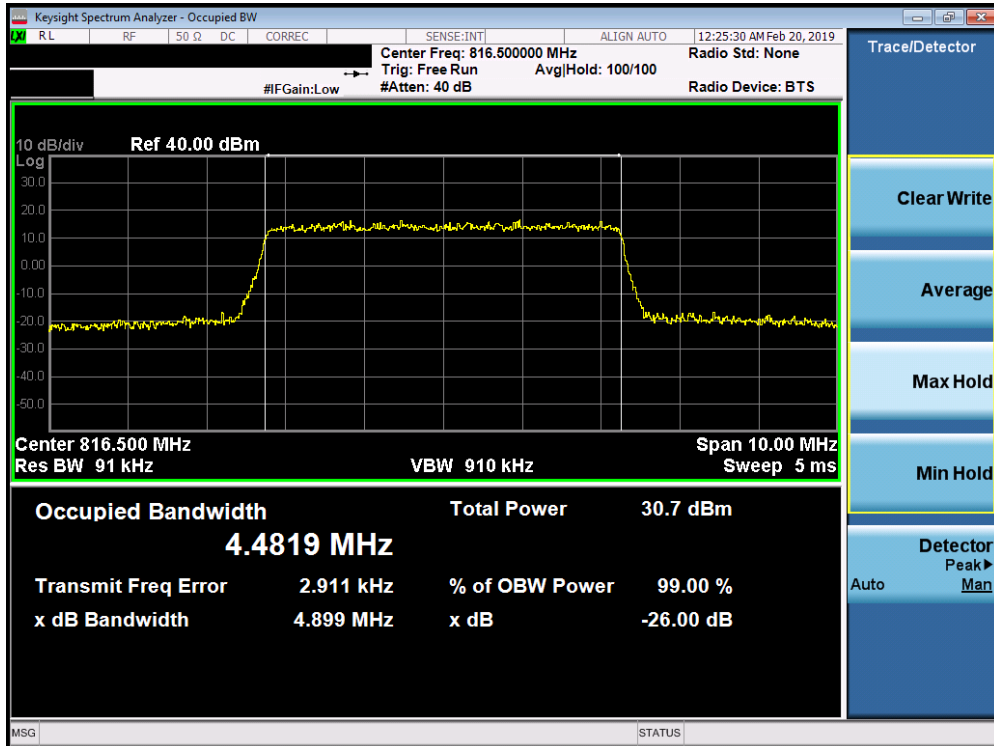 Keysight Spectrum Analyzer - Occupied BW
LXI RL RF 50 Ω DC CORREC SENSE:INT ALIGN AUTO 12:25:30 AM Feb 20, 2019
Center Freq: 816.500000 MHz Radio Std: None
Trig: Free Run Avg|Hold: 100/100
#IFGain:Low #Atten: 40 dB Radio Device: BTS
10 dB/div Ref 40.00 dBm
Log
30.0
20.0
10.0
0.00
-10.0
-20.0
-30.0
-40.0
-50.0
Center 816.500 MHz Span 10.00 MHz
Res BW 91 kHz VBW 910 kHz Sweep 5 ms
Occupied Bandwidth Total Power 30.7 dBm
4.4819 MHz
Transmit Freq Error 2.911 kHz % of OBW Power 99.00 %
x dB Bandwidth 4.899 MHz x dB -26.00 dB
MSG STATUS
Trace/Detector
Clear Write
Average
Max Hold
Min Hold
Detector
Peak▶
Auto Man